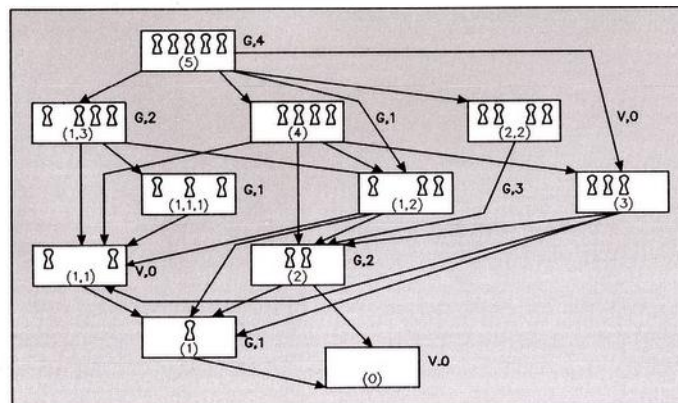 G,4
(5)
G,2
G,1
G,1
V,0
(1,3)
(4)
(2,2)
G,1
G,3
(1,1,1)
(1,2)
(3)
G,2
(1,1)
V,0
(2)
G,1
(1)
V.0
(0)